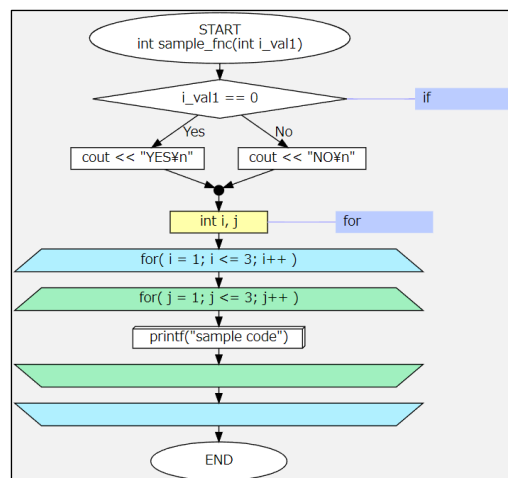 START
int sample_fnc(int i_val1)
i_val1 == 0
if
Yes
No
cout << "YES¥n"
cout << "NO¥n"
int i, j
for
for( i = 1; i <= 3; i++ )
for( j = 1; j <= 3; j++ )
printf("sample code")
END